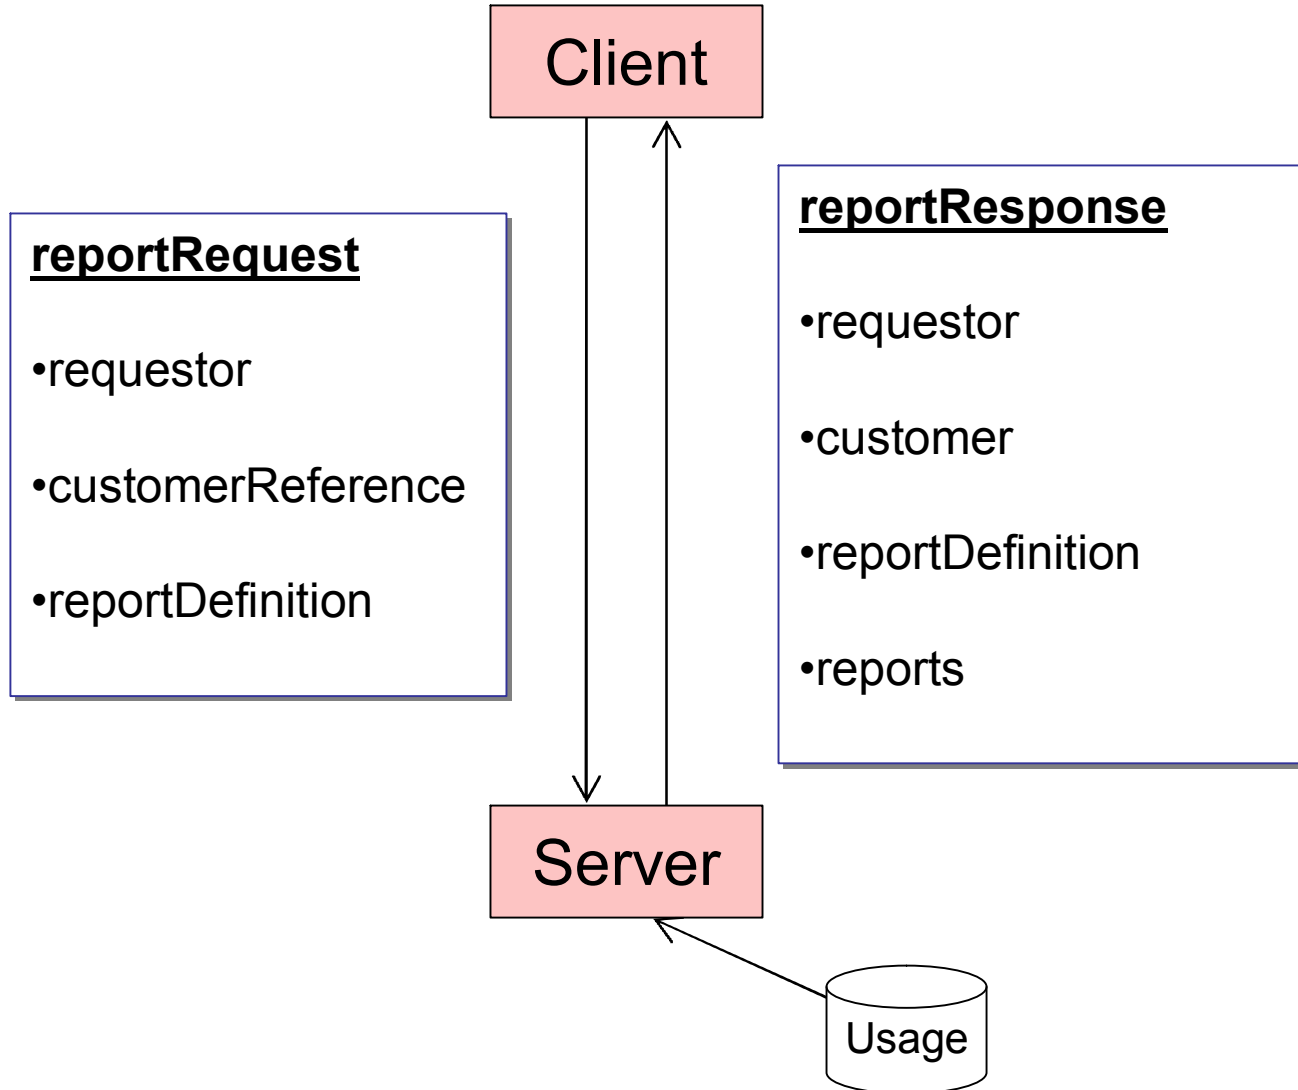 Client
reportRequest
•requestor
•customerReference
•reportDefinition
reportResponse
•requestor
•customer
•reportDefinition
•reports
Server
Usage